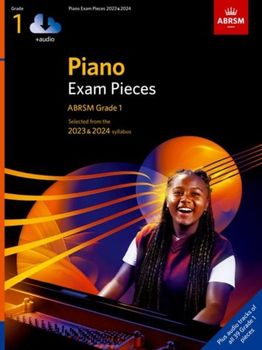 Grade
1
+audio
Piano Exam Pieces 2023 & 2024
ABRSM
Piano
Exam Pieces
ABRSM Grade 1
Selected from the
2023 & 2024 syllabus
Plus audio tracks of
all 39 Grade 1
pieces